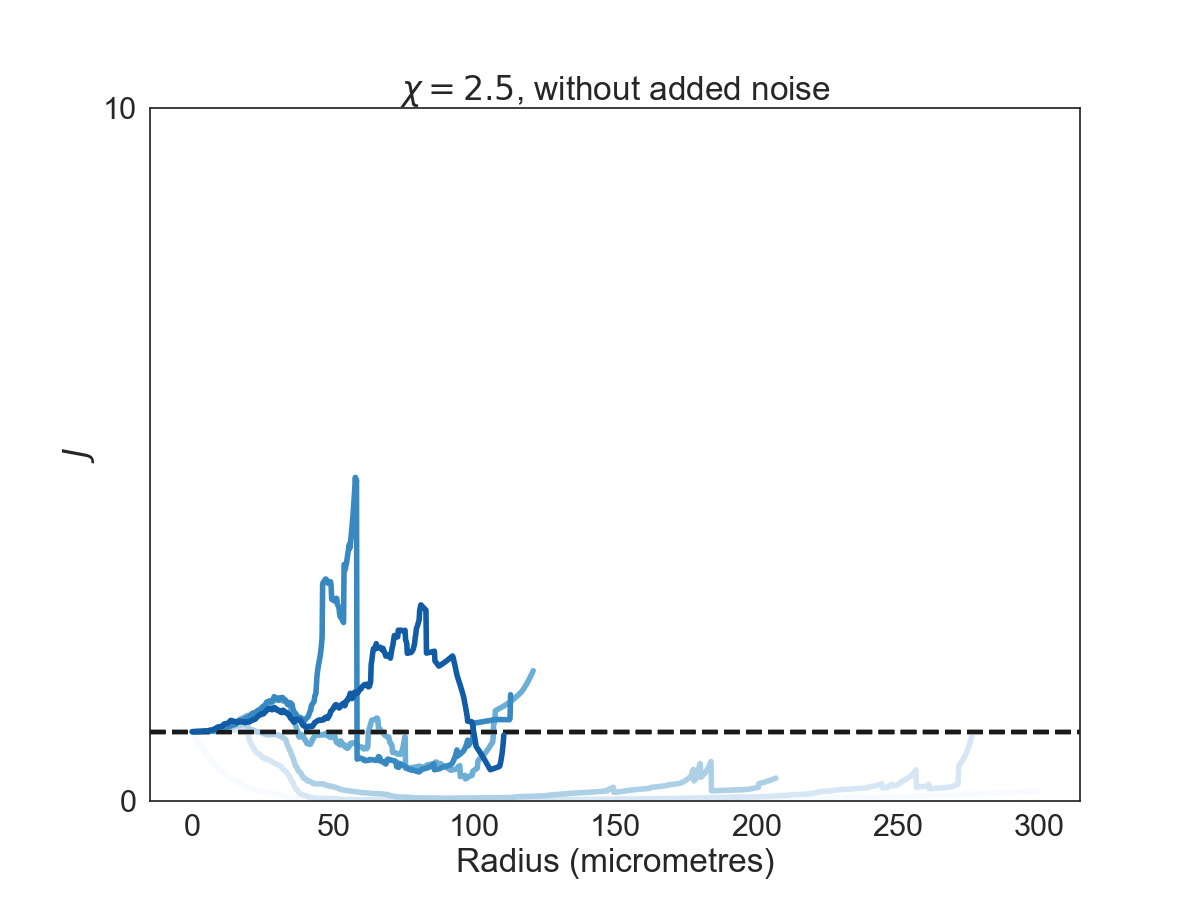 χ = 2.5, without added noise
10
J
0
0 50 100 150 200 250 300
Radius (micrometres)